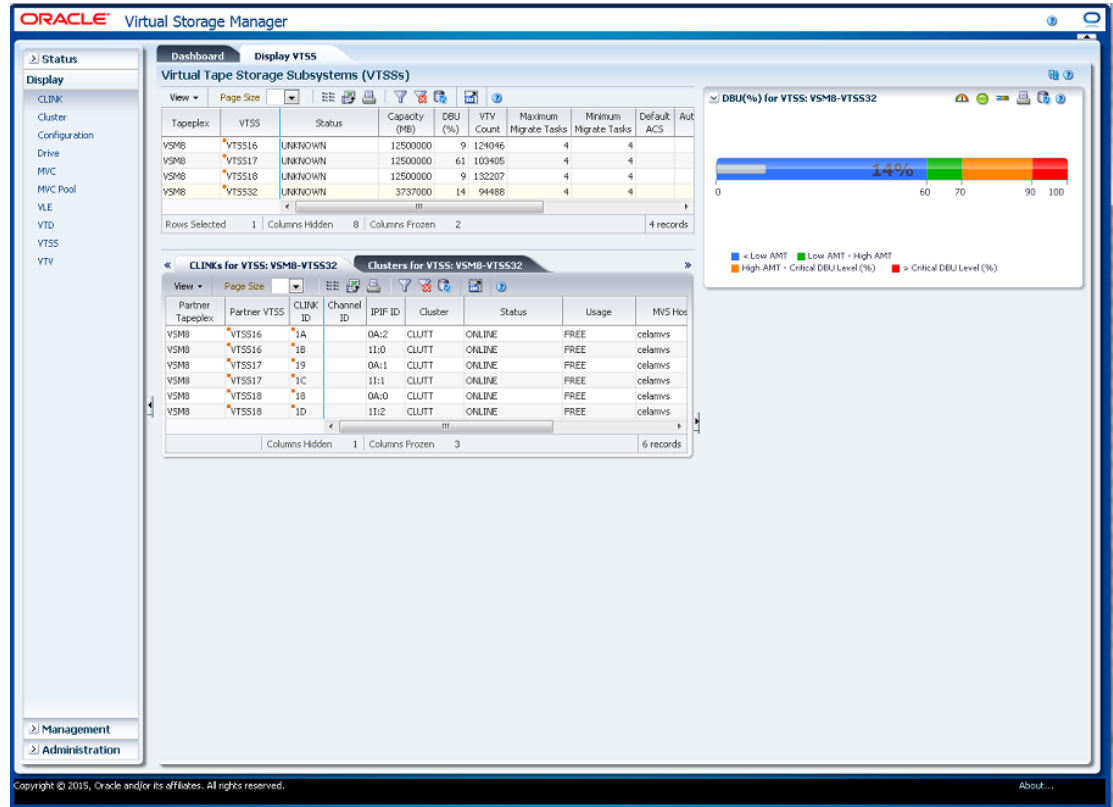 ORACLE Virtual Storage Manager
Status
Display
CLINK
Cluster
Configuration
Drive
MVC
MVC Pool
VLE
VTD
VTSS
VTV
Management
Administration
Dashboard Display VTSS
Virtual Tape Storage Subsystems (VTSSs)
View Page Size
Tapeplex VTSS Status Capacity (MB) DBU (%) VTV Count Maximum Migrate Tasks Minimum Migrate Tasks Default ACS Aut
VSM8 VTSS16 UNKNOWN 12500000 9 124046 4 4
VSM8 VTSS17 UNKNOWN 12500000 61 103405 4 4
VSM8 VTSS18 UNKNOWN 12500000 9 132207 4 4
VSM8 VTSS32 UNKNOWN 3737000 14 94488 4 4
Rows Selected 1 Columns Hidden 8 Columns Frozen 2 4 records
CLINKs for VTSS: VSM8-VTSS32 Clusters for VTSS: VSM8-VTSS32
View Page Size
Partner Tapeplex Partner VTSS CLINK ID Channel ID IPIF ID Cluster Status Usage MVS Hos
VSM8 VTSS16 1A 0A:2 CLUTT ONLINE FREE celamvs
VSM8 VTSS16 1B 1I:0 CLUTT ONLINE FREE celamvs
VSM8 VTSS17 19 0A:1 CLUTT ONLINE FREE celamvs
VSM8 VTSS17 1C 1I:1 CLUTT ONLINE FREE celamvs
VSM8 VTSS18 18 0A:0 CLUTT ONLINE FREE celamvs
VSM8 VTSS18 1D 1I:2 CLUTT ONLINE FREE celamvs
Columns Hidden 1 Columns Frozen 3 6 records
DBU(%) for VTSS: VSM8-VTSS32
14%
0 60 70 90 100
< Low AMT Low AMT - High AMT
High AMT - Critical DBU Level (%) > Critical DBU Level (%)
Copyright © 2015, Oracle and/or its affiliates. All rights reserved. About...